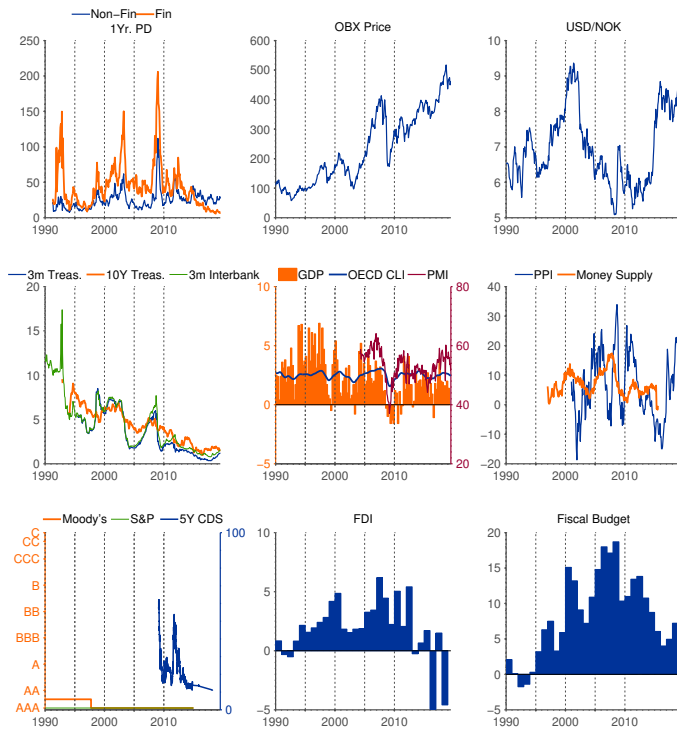 Non−Fin Fin
1Yr. PD
250
200
150
100
50
0
1990 2000 2010
OBX Price
600
500
400
300
200
100
0
1990 2000 2010
USD/NOK
10
9
8
7
6
5
1990 2000 2010
3m Treas. 10Y Treas. 3m Interbank
20
15
10
5
0
1990 2000 2010
GDP OECD CLI PMI
10
5
0
−5
80
60
40
20
1990 2000 2010
PPI Money Supply
40
30
20
10
0
−10
−20
1990 2000 2010
Moody's S&P 5Y CDS
C
CC
CCC
B
BB
BBB
A
AA
AAA
100
0
1990 2000 2010
FDI
10
5
0
−5
1990 2000 2010
Fiscal Budget
20
15
10
5
0
−5
1990 2000 2010